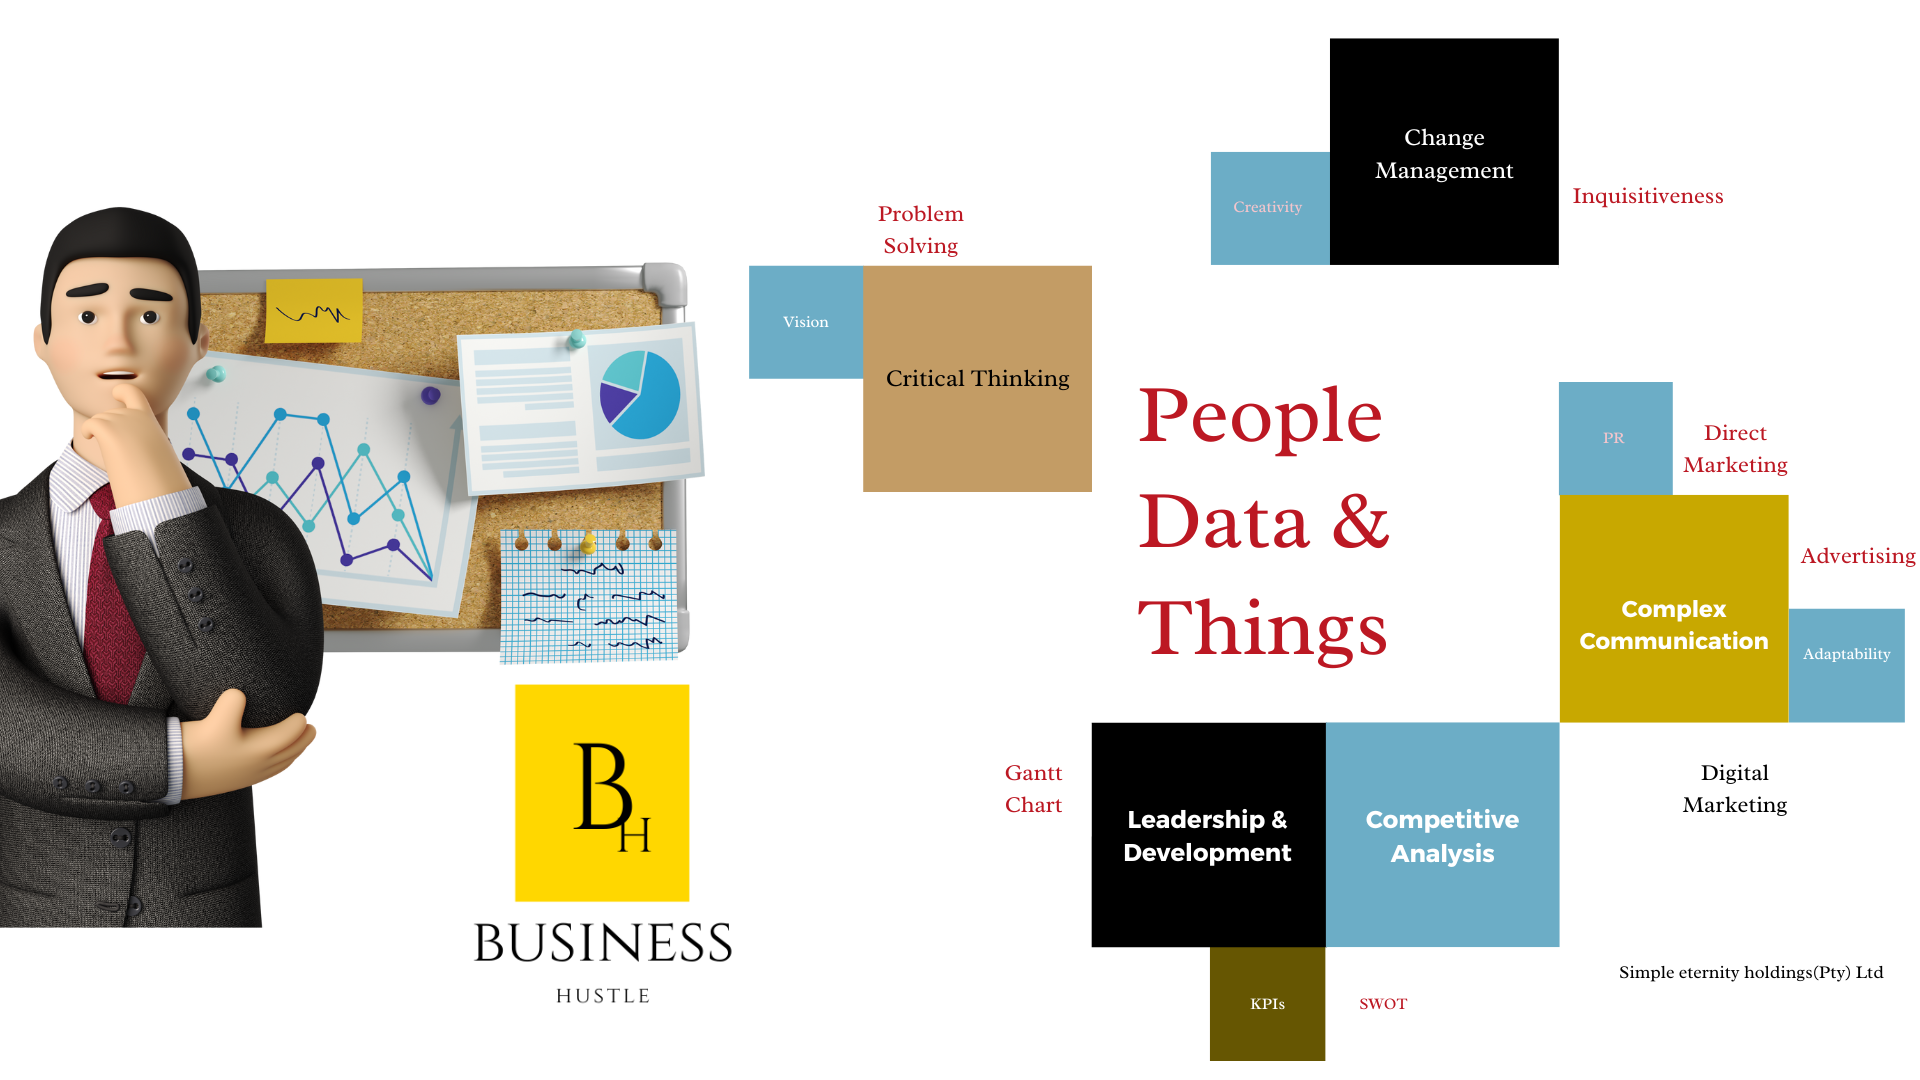 Change
Management
Creativity
Inquisitiveness
Problem
Solving
Vision
Critical Thinking
People
Data &
Things
PR
Direct
Marketing
Advertising
Complex
Communication
Adaptability
Gantt
Chart
Leadership &
Development
Competitive
Analysis
Digital
Marketing
KPIs
SWOT
Simple eternity holdings(Pty) Ltd
BH
BUSINESS
HUSTLE